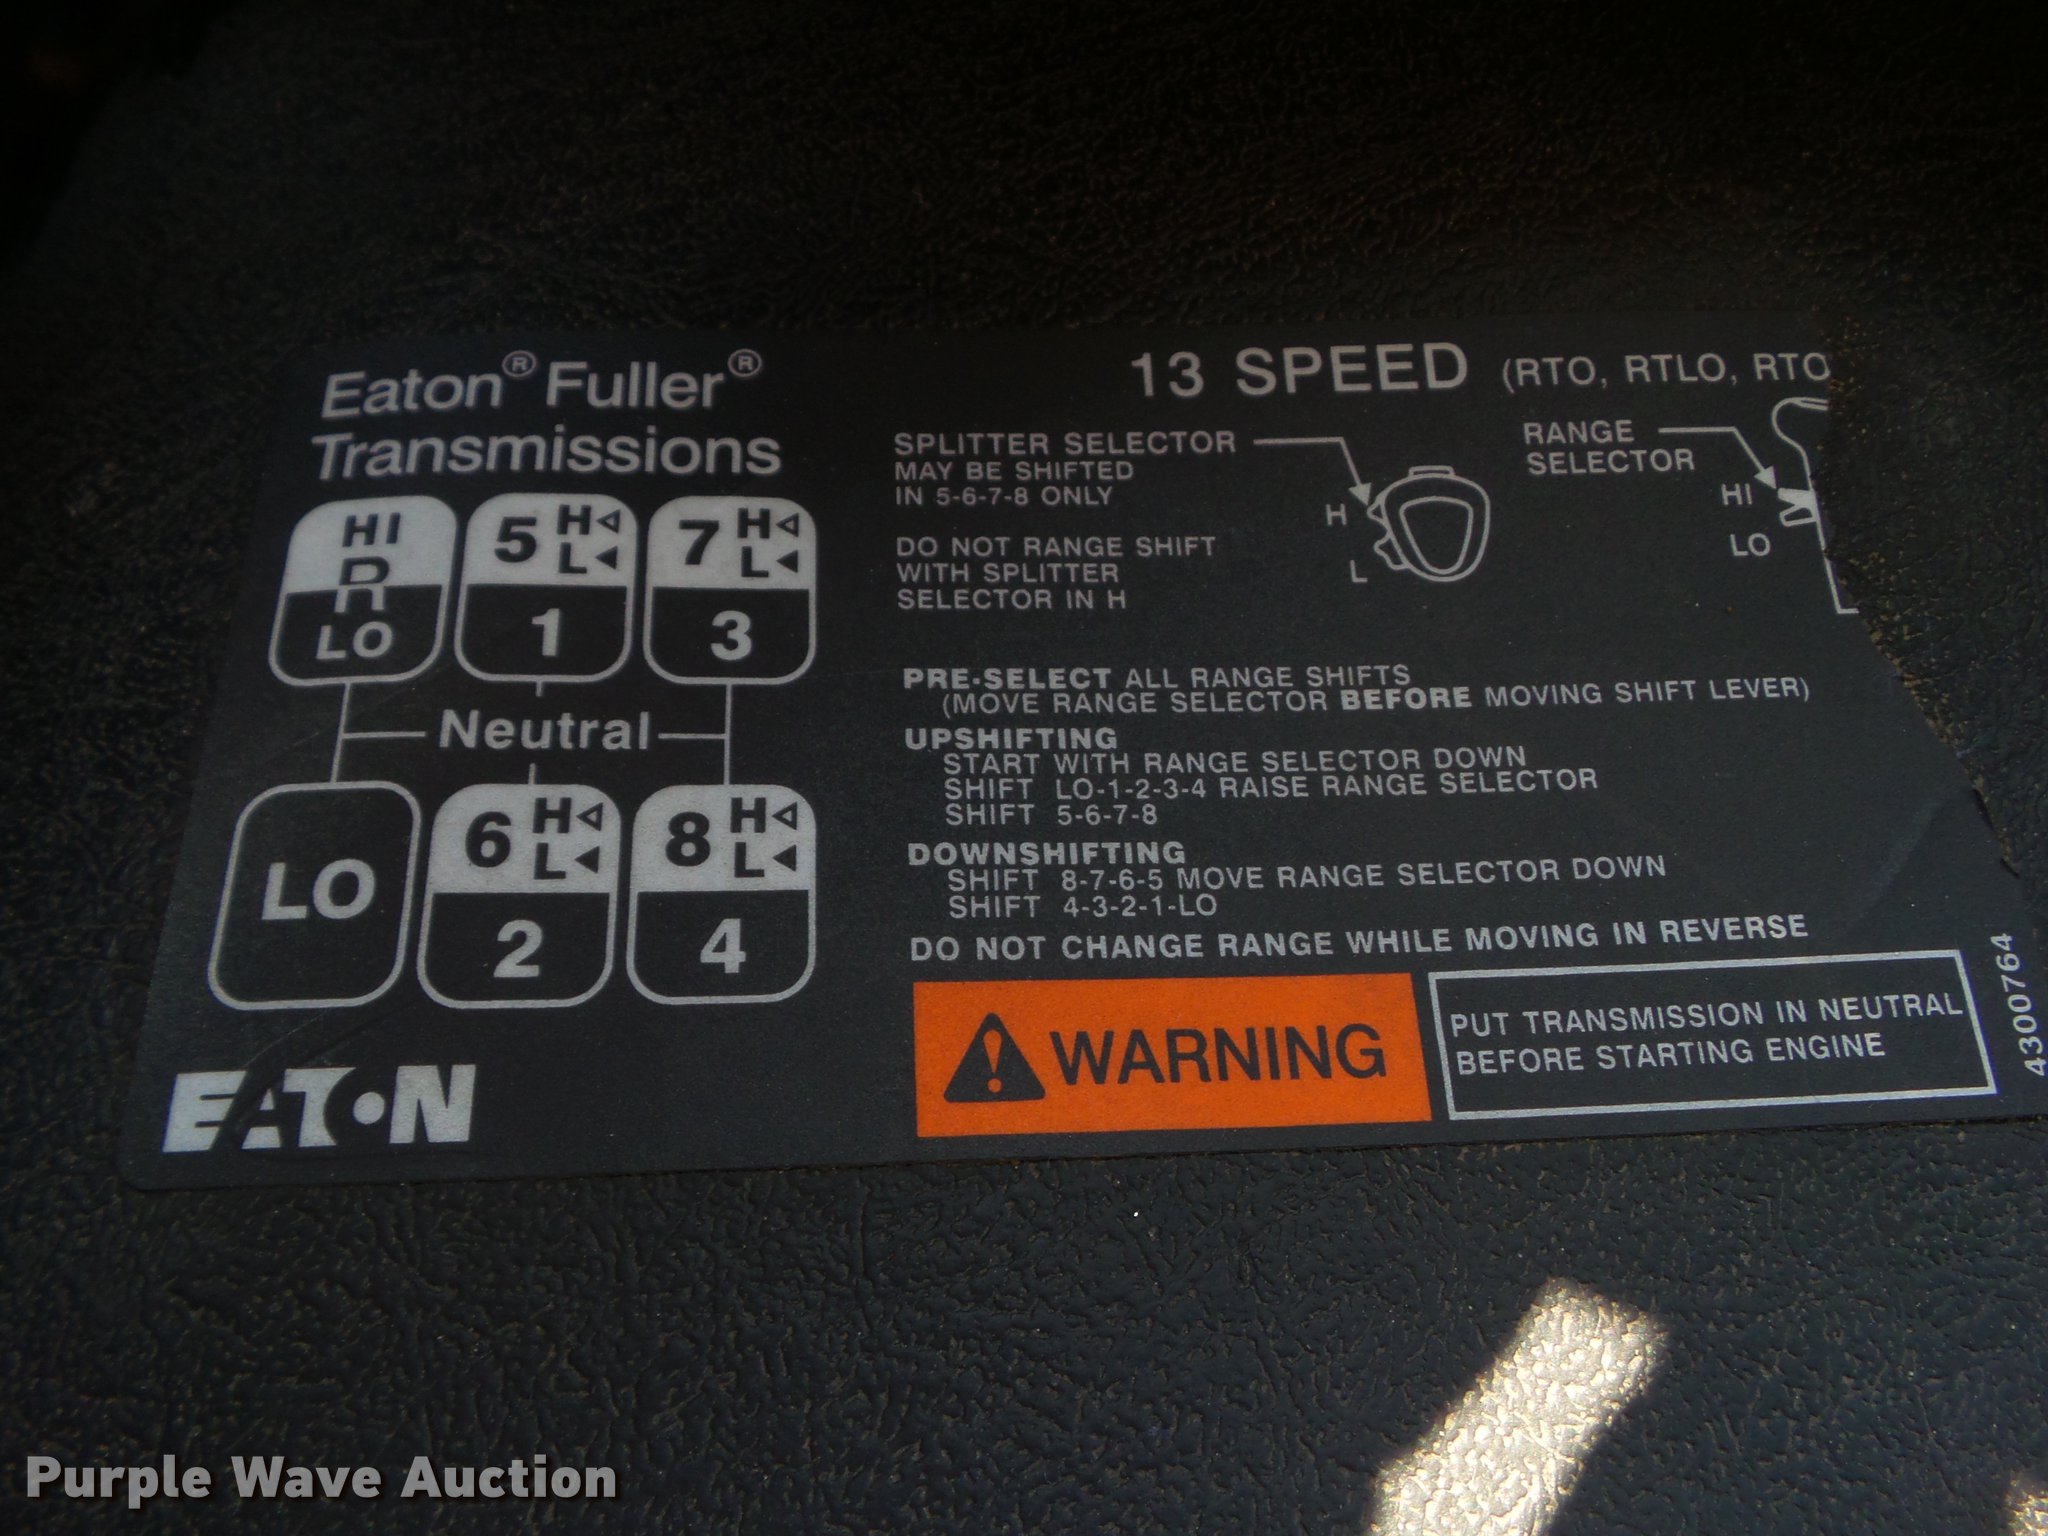 Eaton® Fuller®
Transmissions
HI
R
LO
5 H
L
1
7 H
L
3
Neutral
LO
6 H
L
2
8 H
L
4
EATON
13 SPEED (RTO, RTLO, RTO
SPLITTER SELECTOR
MAY BE SHIFTED
IN 5-6-7-8 ONLY
H
L
RANGE
SELECTOR
HI
LO
DO NOT RANGE SHIFT
WITH SPLITTER
SELECTOR IN H
PRE-SELECT ALL RANGE SHIFTS
(MOVE RANGE SELECTOR BEFORE MOVING SHIFT LEVER)
UPSHIFTING
START WITH RANGE SELECTOR DOWN
SHIFT LO-1-2-3-4 RAISE RANGE SELECTOR
SHIFT 5-6-7-8
DOWNSHIFTING
SHIFT 8-7-6-5 MOVE RANGE SELECTOR DOWN
SHIFT 4-3-2-1-LO
DO NOT CHANGE RANGE WHILE MOVING IN REVERSE
WARNING
PUT TRANSMISSION IN NEUTRAL
BEFORE STARTING ENGINE
4300764
Purple Wave Auction